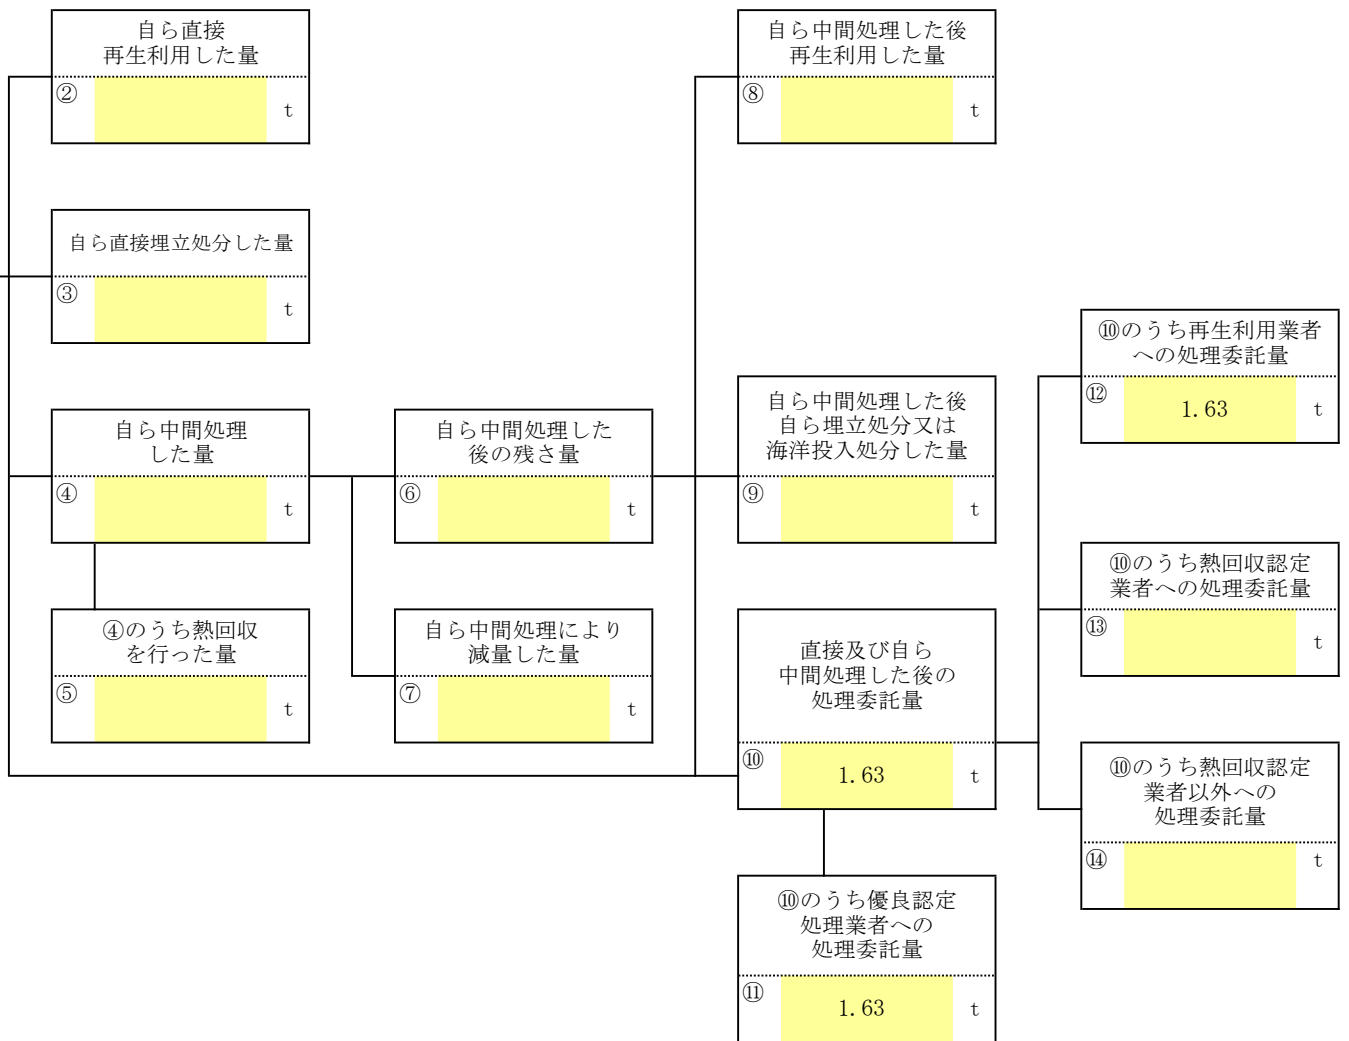 自ら直接
再生利用した量
②
t
自ら中間処理した後
再生利用した量
⑧
t
自ら直接埋立処分した量
③
t
⑩のうち再生利用業者
への処理委託量
⑫
1.63
t
自ら中間処理
した量
④
t
自ら中間処理した
後の残さ量
⑥
t
自ら中間処理した後
自ら埋立処分又は
海洋投入処分した量
⑨
t
⑩のうち熱回収認定
業者への処理委託量
⑬
t
④のうち熱回収
を行った量
⑤
t
自ら中間処理により
減量した量
⑦
t
直接及び自ら
中間処理した後の
処理委託量
⑩
1.63
t
⑩のうち熱回収認定
業者以外への
処理委託量
⑭
t
⑩のうち優良認定
処理業者への
処理委託量
⑪
1.63
t